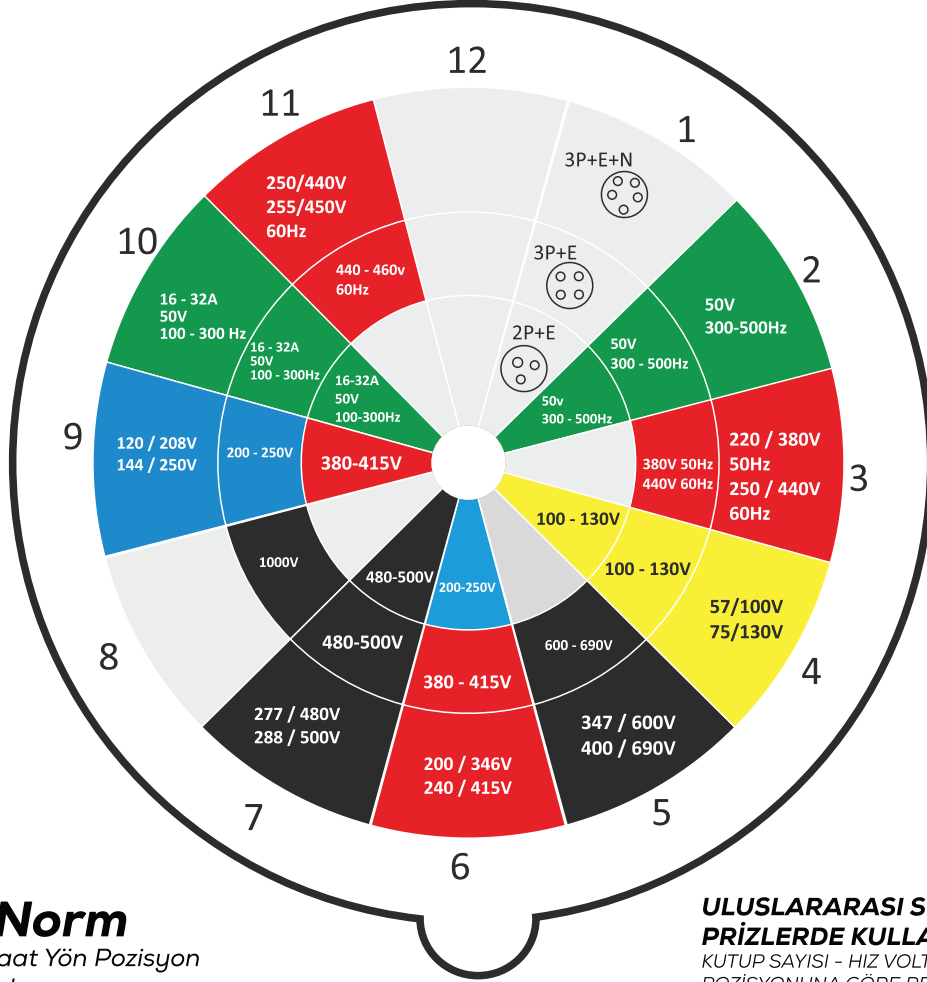 12
1
3P+E+N
3P+E
2P+E
2
50V
300-500Hz
50V
300 - 500Hz
50v
300 - 500Hz
3
220 / 380V
50Hz
250 / 440V
60Hz
380V 50Hz
440V 60Hz
4
57/100V
75/130V
100 - 130V
100 - 130V
5
347 / 600V
400 / 690V
600 - 690V
6
200 / 346V
240 / 415V
380 - 415V
200-250V
7
277 / 480V
288 / 500V
480-500V
480-500V
8
1000V
9
120 / 208V
144 / 250V
200 - 250V
380-415V
10
16 - 32A
50V
100 - 300 Hz
16 - 32A
50V
100 - 300Hz
16-32A
50V
100-300Hz
11
250/440V
255/450V
60Hz
440 - 460v
60Hz
Norm
aat Yön Pozisyon
ULUSLARARASI S
PRİZLERDE KULLA
KUTUP SAYISI - HIZ VOLT